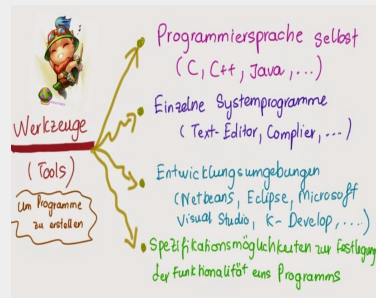 Programmiersprache selbst
(C, C++, Java, ...)
Einzelne Systemprogramme
(Text-Editor, Complier, ...)
Werkzeuge
(Tools)
Um Programme
zu erstellen
Entwicklungsumgebungen
(Netbeans, Eclipse, Microsoft
Visual Studio, K-Develop, ....)
Spezifikationsmöglichkeiten zur Festlegung
der Funktionalität eins Programms